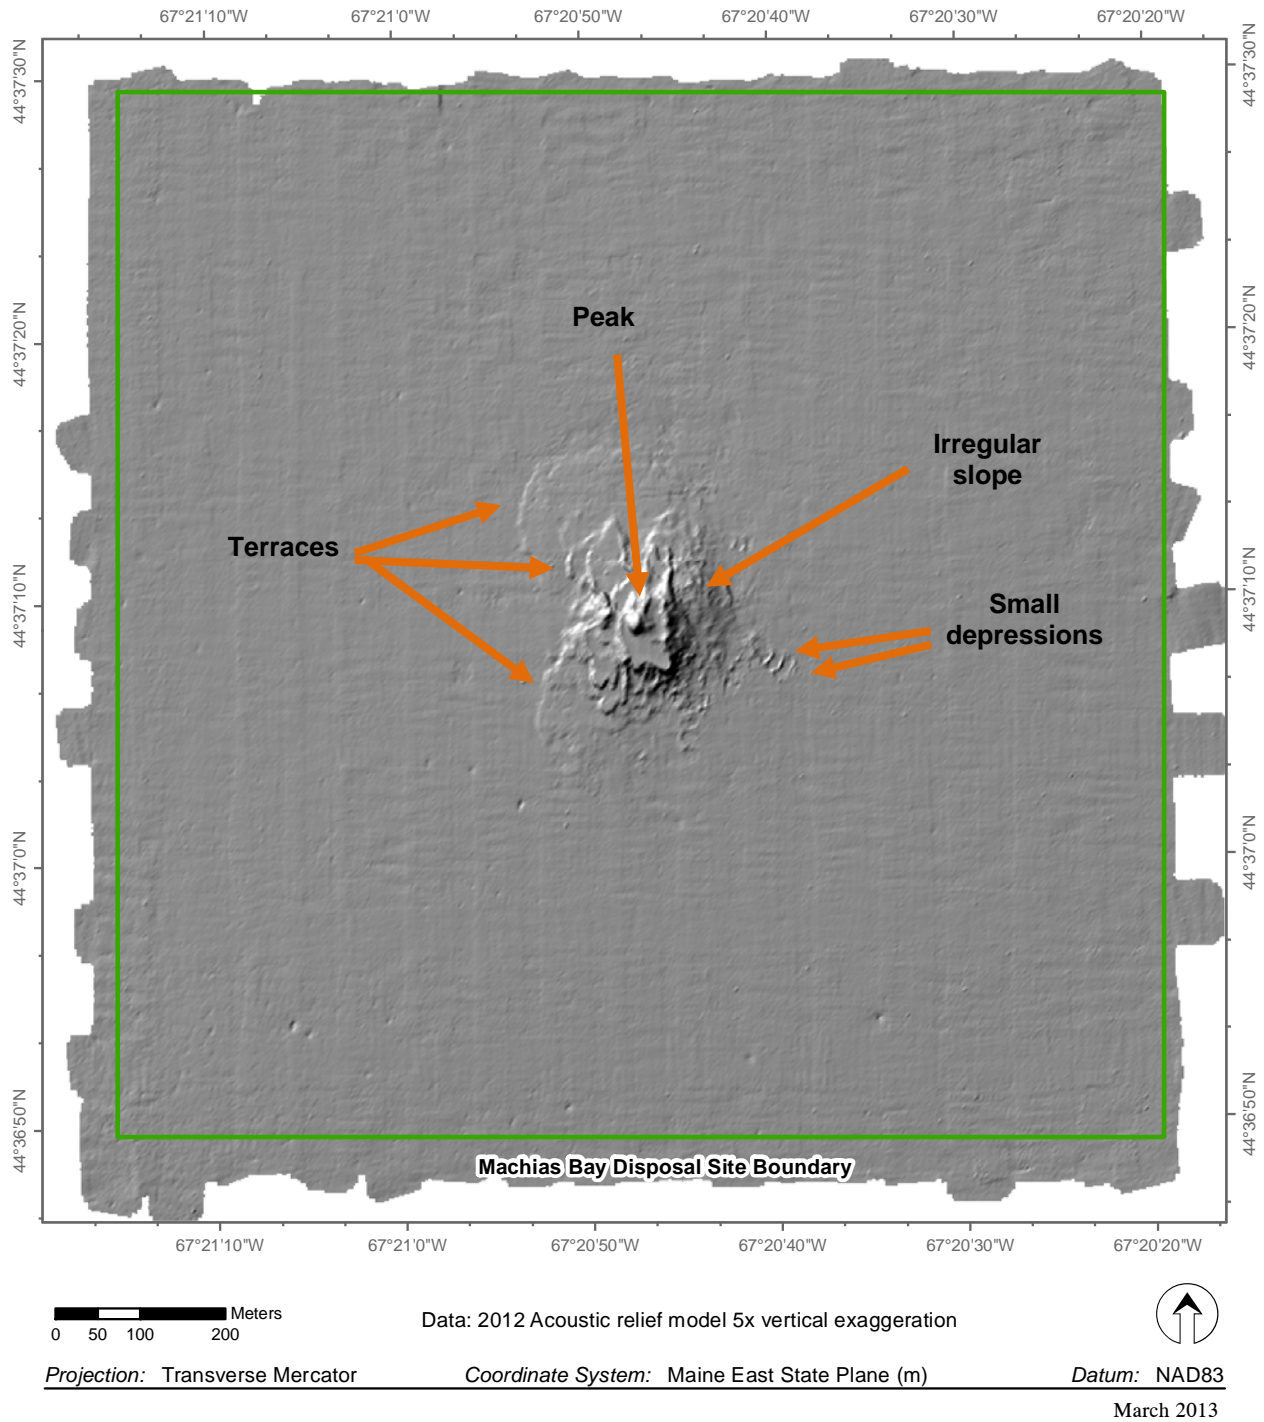 67°21'10"W 67°21'0"W 67°20'50"W 67°20'40"W 67°20'30"W 67°20'20"W
44°37'30"N 44°37'30"N
44°37'20"N 44°37'20"N
Peak
Irregular
slope
Terraces
44°37'10"N 44°37'10"N
Small
depressions
44°37'0"N 44°37'0"N
44°36'50"N 44°36'50"N
Machias Bay Disposal Site Boundary
67°21'10"W 67°21'0"W 67°20'50"W 67°20'40"W 67°20'30"W 67°20'20"W
Meters
0 50 100 200
Data: 2012 Acoustic relief model 5x vertical exaggeration
Projection: Transverse Mercator Coordinate System: Maine East State Plane (m) Datum: NAD83
March 2013